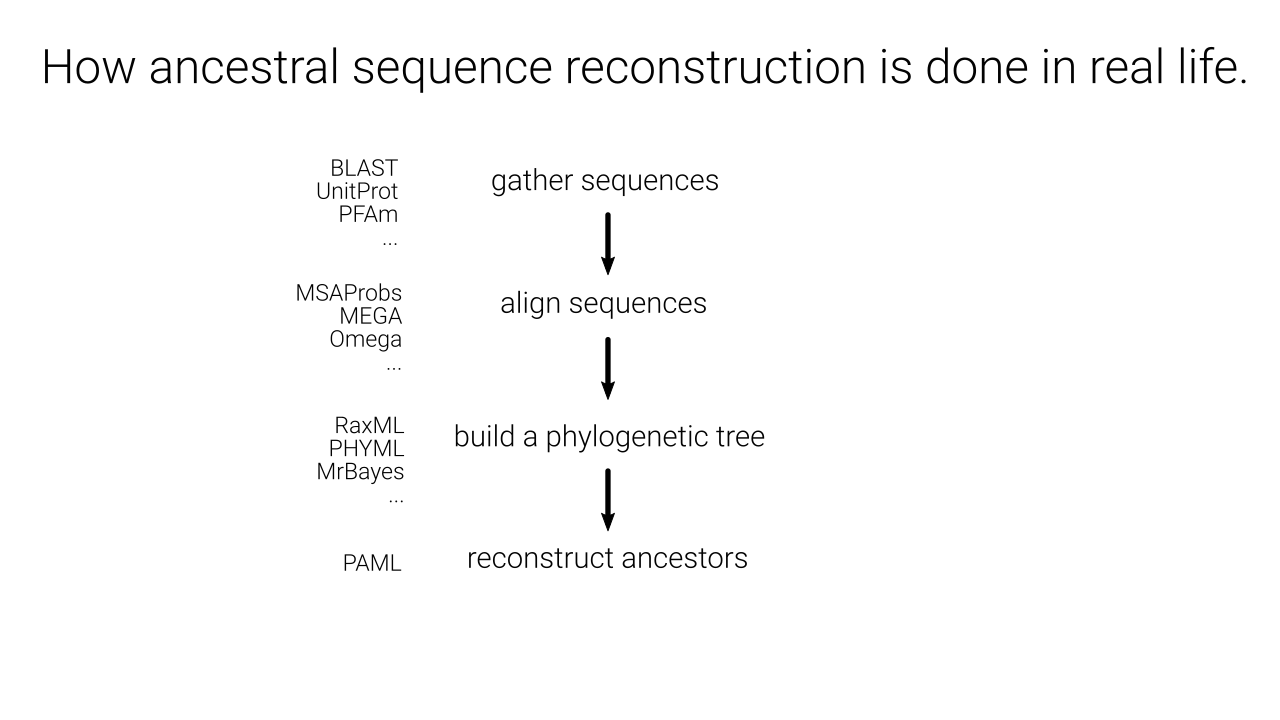 How ancestral sequence reconstruction is done in real life.
BLAST
UnitProt
PFAm
...
gather sequences
MSAProbs
MEGA
Omega
...
align sequences
RaxML
PHYML
MrBayes
...
build a phylogenetic tree
PAML
reconstruct ancestors